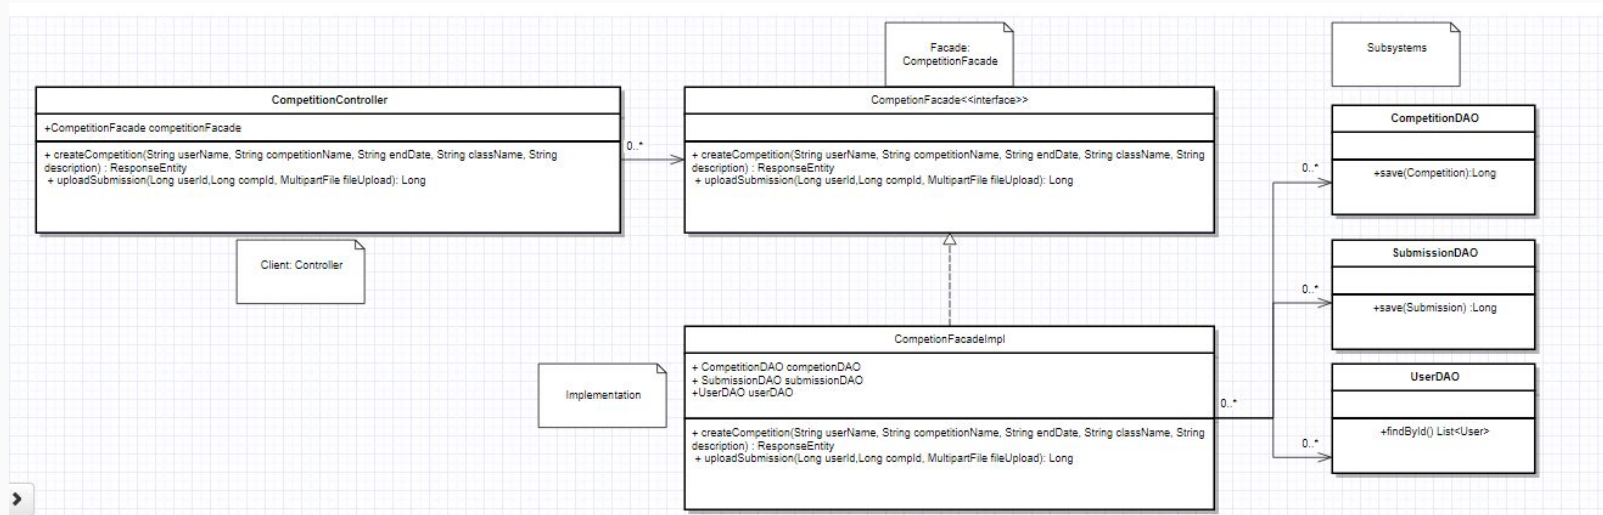 CompetitionController
+CompetitionFacade competitionFacade
+ createCompetition(String userName, String competitionName, String endDate, String className, String
description) : ResponseEntity
+ uploadSubmission(Long userId,Long compId, MultipartFile fileUpload): Long
Client: Controller
0..*
Facade:
CompetitionFacade
CompetionFacade<<interface>>
+ createCompetition(String userName, String competitionName, String endDate, String className, String
description) : ResponseEntity
+ uploadSubmission(Long userId,Long compId, MultipartFile fileUpload): Long
Implementation
CompetionFacadeImpl
+ CompetitionDAO competionDAO
+ SubmissionDAO submissionDAO
+UserDAO userDAO
+ createCompetition(String userName, String competitionName, String endDate, String className, String
description) : ResponseEntity
+ uploadSubmission(Long userId,Long compId, MultipartFile fileUpload): Long
0..*
Subsystems
CompetitionDAO
+save(Competition):Long
0..*
SubmissionDAO
+save(Submission) :Long
0..*
UserDAO
+findById() List<User>
0..*